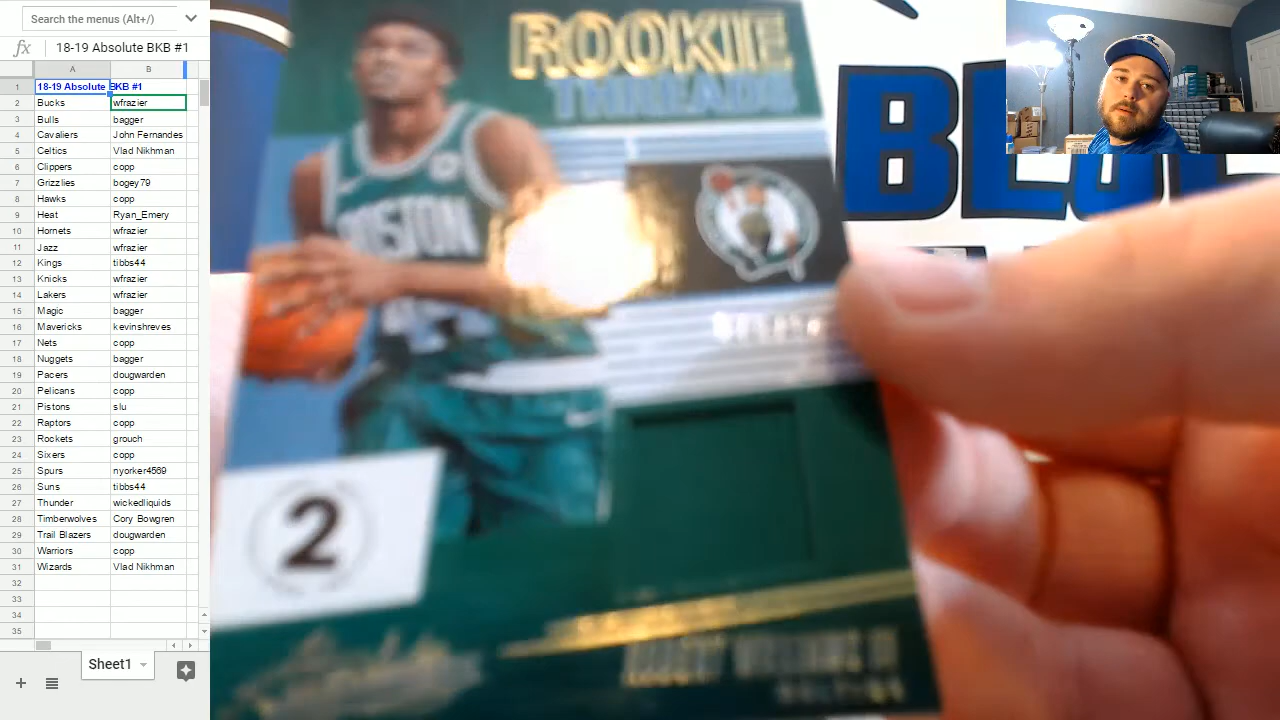 Search the menus (Alt+/)
fx 18-19 Absolute BKB #1
A B
1 18-19 Absolute BKB #1
2 Bucks wfrazier
3 Bulls bagger
4 Cavaliers John Fernandes
5 Celtics Vlad Nikhman
6 Clippers copp
7 Grizzlies bogey79
8 Hawks copp
9 Heat Ryan_Emery
10 Hornets wfrazier
11 Jazz wfrazier
12 Kings tibbs44
13 Knicks wfrazier
14 Lakers wfrazier
15 Magic bagger
16 Mavericks kevinshreves
17 Nets copp
18 Nuggets bagger
19 Pacers dougwarden
20 Pelicans copp
21 Pistons slu
22 Raptors copp
23 Rockets grouch
24 Sixers copp
25 Spurs nyorker4569
26 Suns tibbs44
27 Thunder wickedliquids
28 Timberwolves Cory Bowgren
29 Trail Blazers dougwarden
30 Warriors copp
31 Wizards Vlad Nikhman
32
33
34
35
Sheet1
ROOKIE
THREADS
BOSTON
2
CELTICS